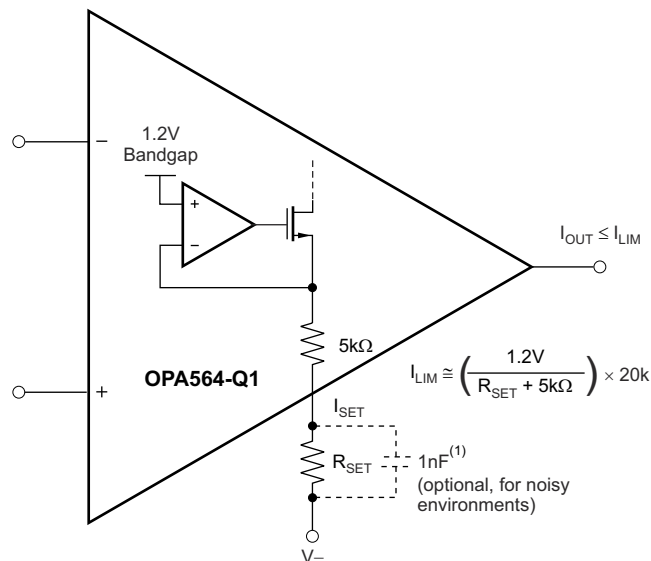 1.2V
Bandgap
−
+
−
I_OUT ≤ I_LIM
5kΩ
OPA564-Q1
+
I_LIM ≅ (1.2V / (R_SET + 5kΩ)) × 20k
I_SET
R_SET
1nF(1)
(optional, for noisy
environments)
V−